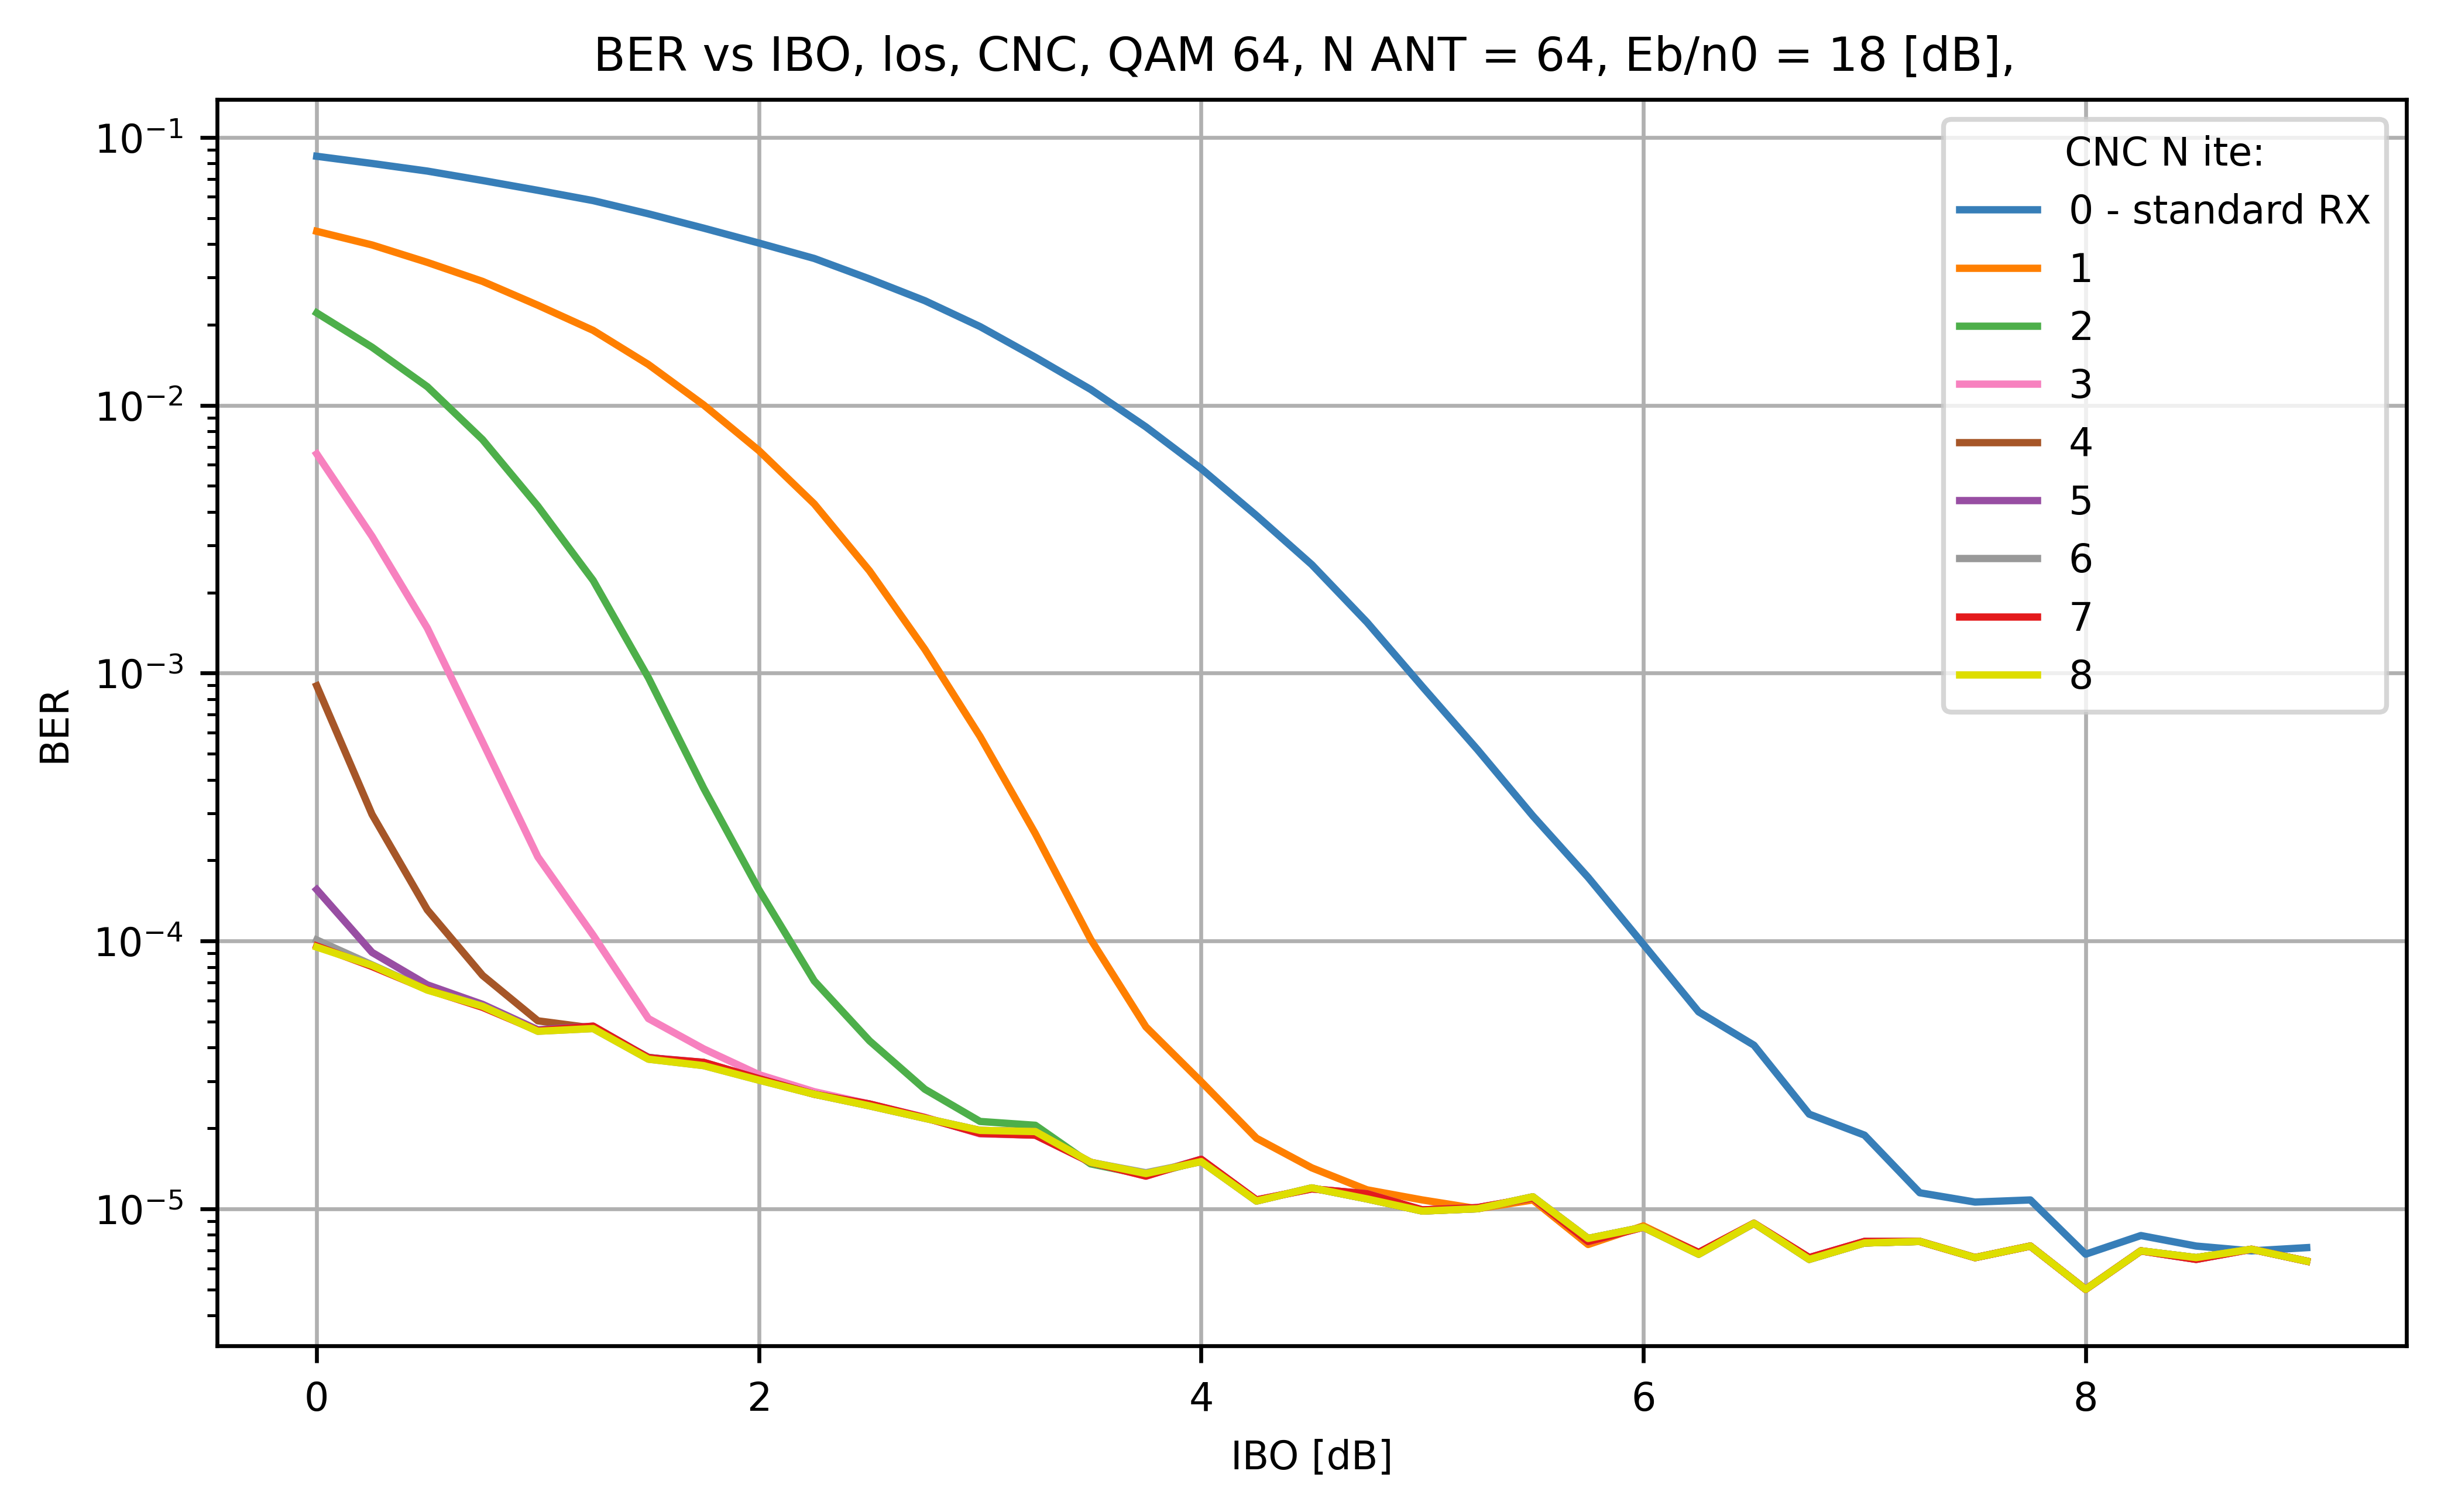 BER vs IBO, los, CNC, QAM 64, N ANT = 64, Eb/n0 = 18 [dB],
CNC N ite:
0 - standard RX
1
2
3
4
5
6
7
8
10⁻¹
10⁻²
10⁻³
10⁻⁴
10⁻⁵
BER
0 2 4 6 8
IBO [dB]